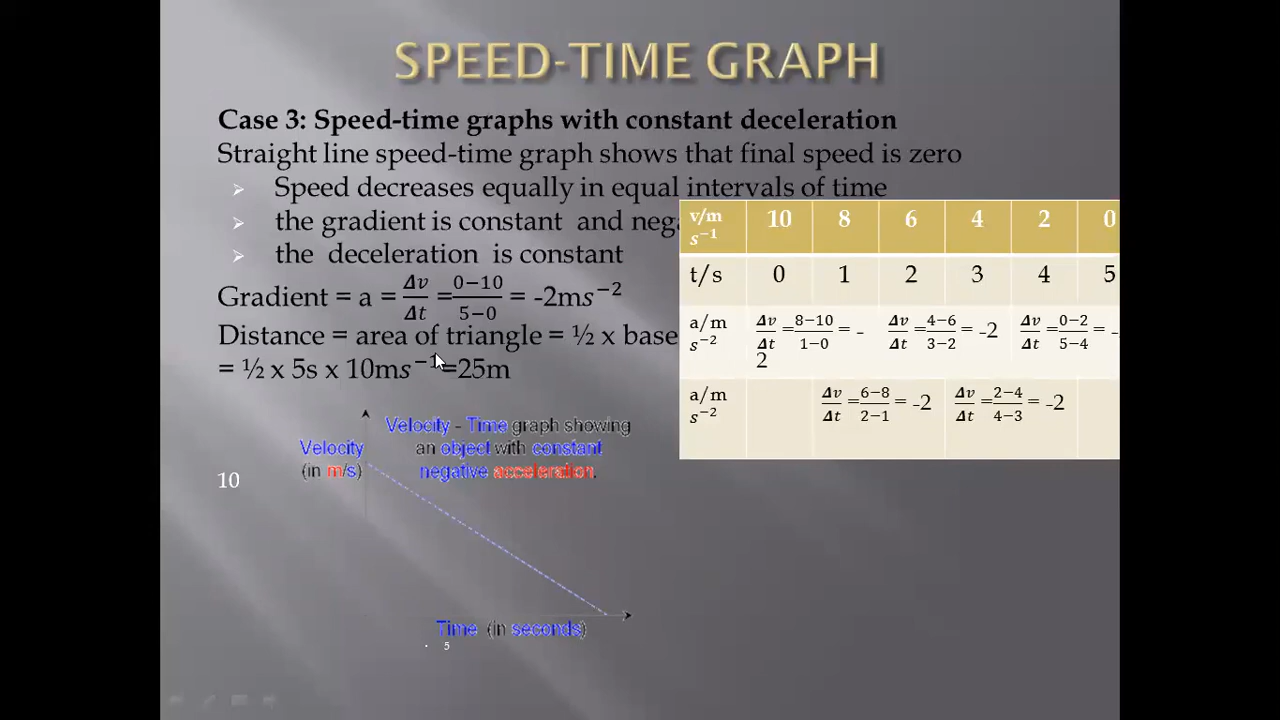 SPEED-TIME GRAPH
Case 3: Speed-time graphs with constant deceleration
Straight line speed-time graph shows that final speed is zero
Speed decreases equally in equal intervals of time
the gradient is constant and neg
the deceleration is constant
Gradient = a = Δv/Δt = 0−10/5−0 = -2ms⁻²
Distance = area of triangle = ½ x base
= ½ x 5s x 10ms⁻¹=25m
v/m s⁻¹ 10 8 6 4 2 0
t/s 0 1 2 3 4 5
a/m s⁻² Δv/Δt = 8−10/1−0 = -2 Δv/Δt = 4−6/3−2 = -2 Δv/Δt = 0−2/5−4 = -
a/m s⁻² Δv/Δt = 6−8/2−1 = -2 Δv/Δt = 2−4/4−3 = -2
Velocity - Time graph showing
an object with constant
negative acceleration.
Velocity
(in m/s)
10
Time (in seconds)
5